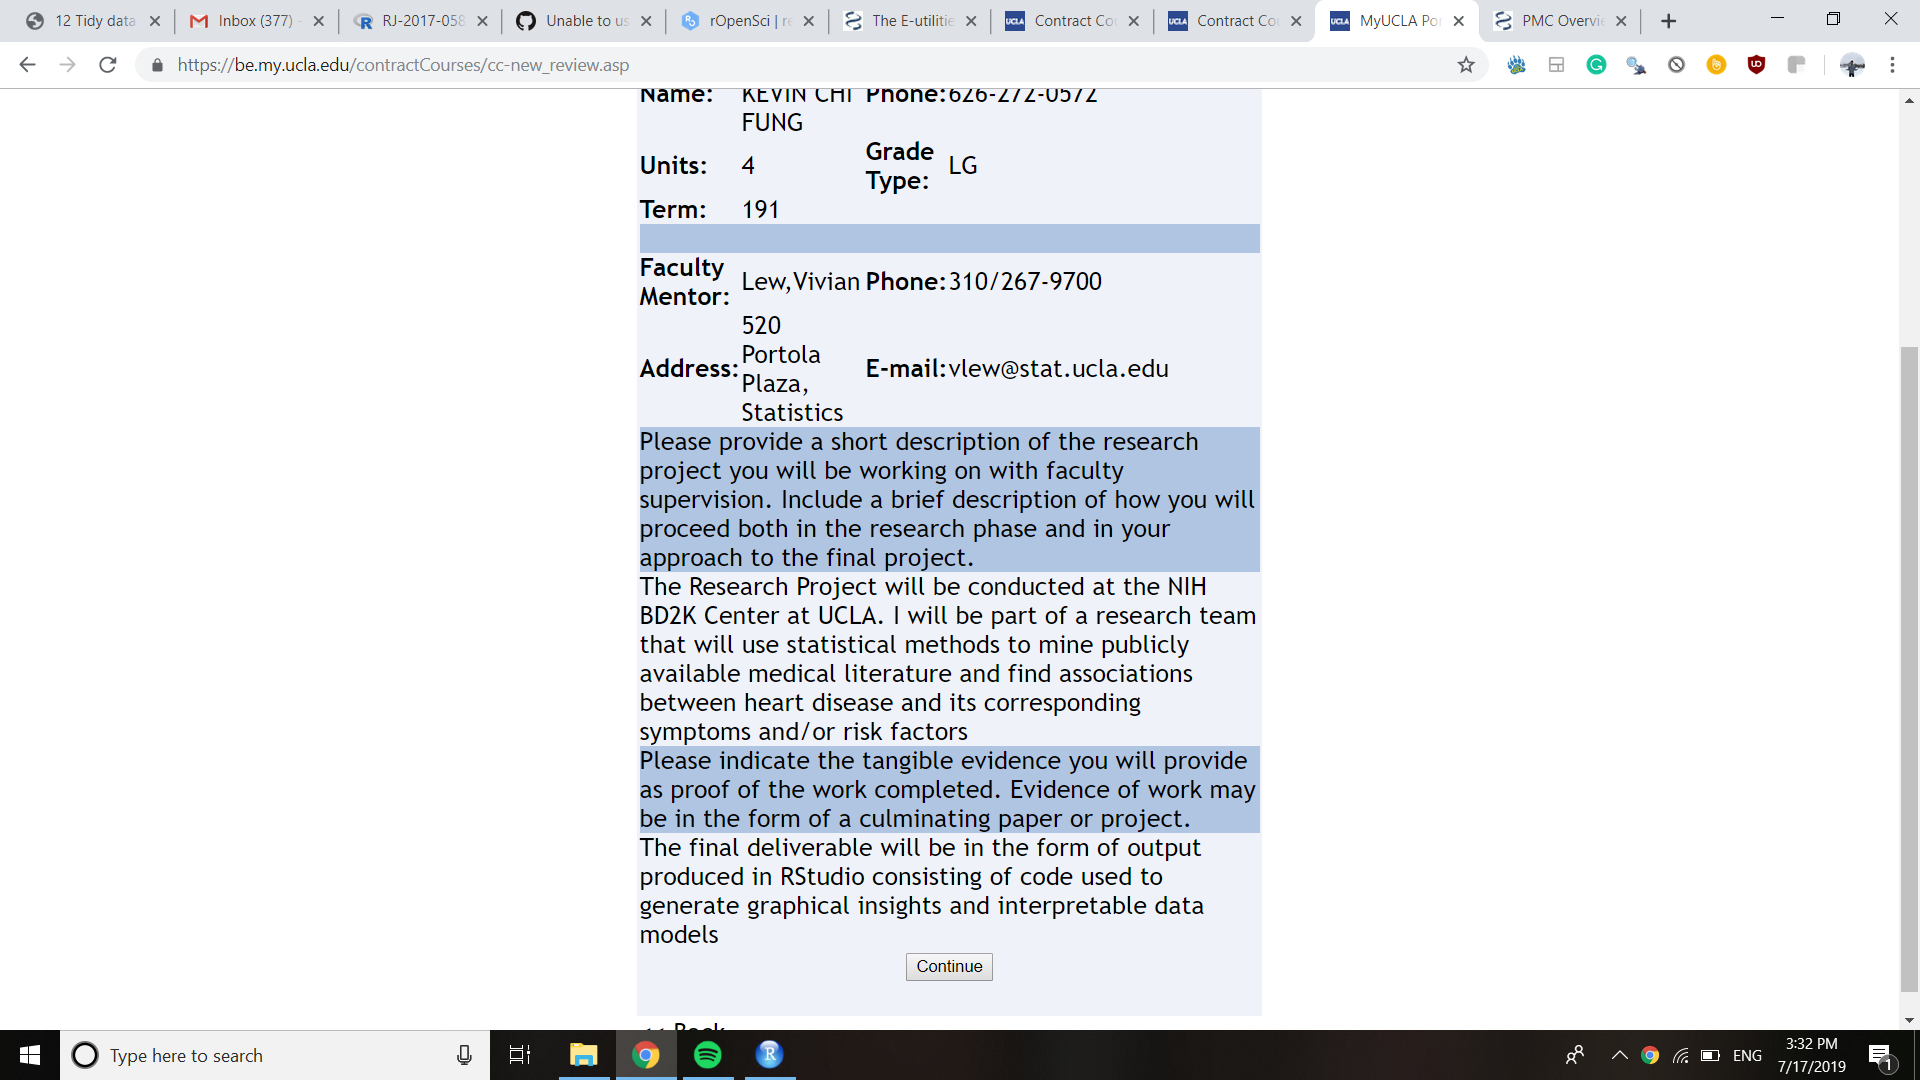 12 Tidy data
Inbox (377) -
RJ-2017-058
Unable to us
rOpenSci | re
The E-utilitie
UCLA Contract Cou
UCLA Contract Cou
UCLA MyUCLA Por
PMC Overvie
https://be.my.ucla.edu/contractCourses/cc-new_review.asp
Name: KEVIN CHI FUNG Phone: 626-272-0572
Units: 4 Grade Type: LG
Term: 191
Faculty Mentor: Lew,Vivian Phone: 310/267-9700
Address: 520 Portola Plaza, Statistics E-mail: vlew@stat.ucla.edu
Please provide a short description of the research
project you will be working on with faculty
supervision. Include a brief description of how you will
proceed both in the research phase and in your
approach to the final project.
The Research Project will be conducted at the NIH
BD2K Center at UCLA. I will be part of a research team
that will use statistical methods to mine publicly
available medical literature and find associations
between heart disease and its corresponding
symptoms and/or risk factors
Please indicate the tangible evidence you will provide
as proof of the work completed. Evidence of work may
be in the form of a culminating paper or project.
The final deliverable will be in the form of output
produced in RStudio consisting of code used to
generate graphical insights and interpretable data
models
Continue
<< Back
Type here to search
ENG
3:32 PM
7/17/2019
1